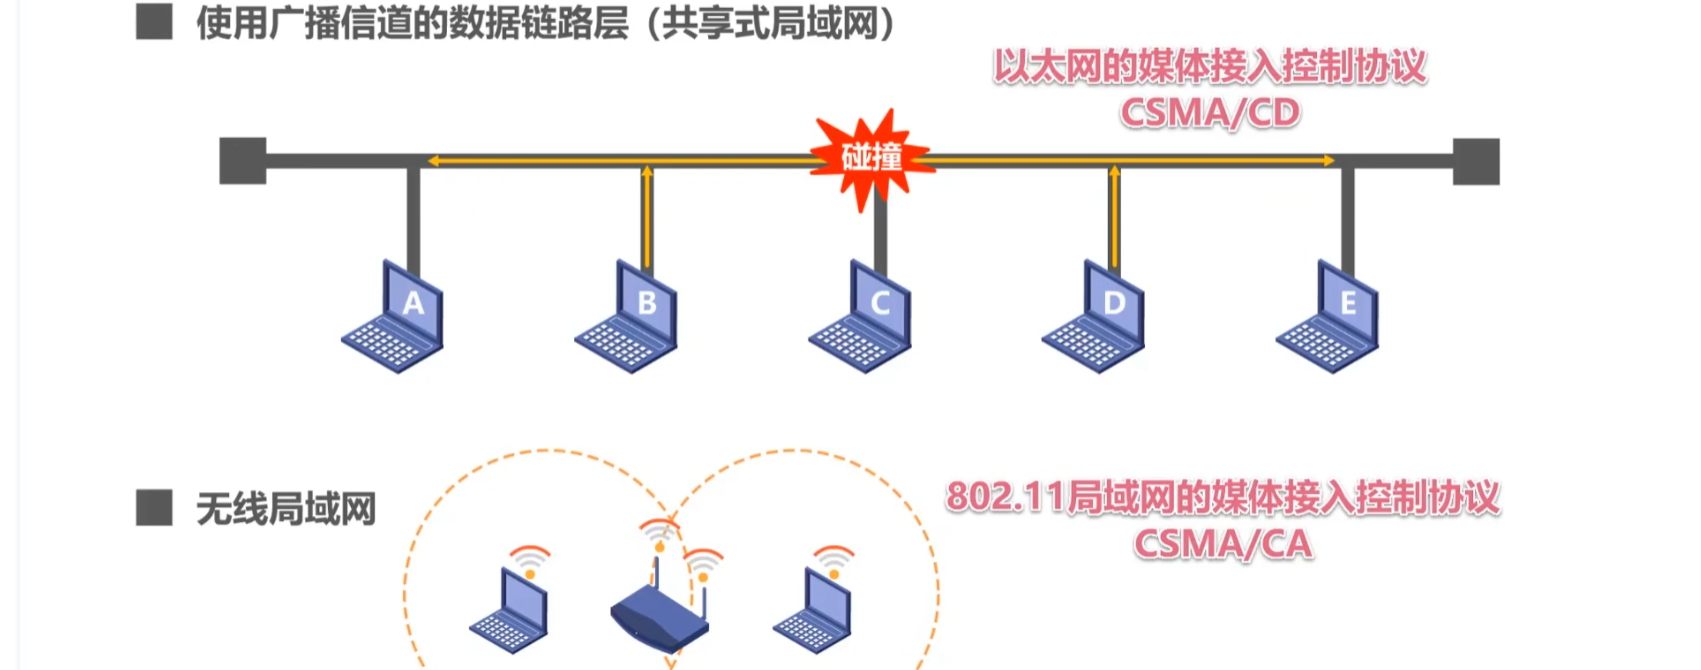 使用广播信道的数据链路层（共享式局域网）
以太网的媒体接入控制协议
CSMA/CD
碰撞
A
B
C
D
E
无线局域网
802.11局域网的媒体接入控制协议
CSMA/CA